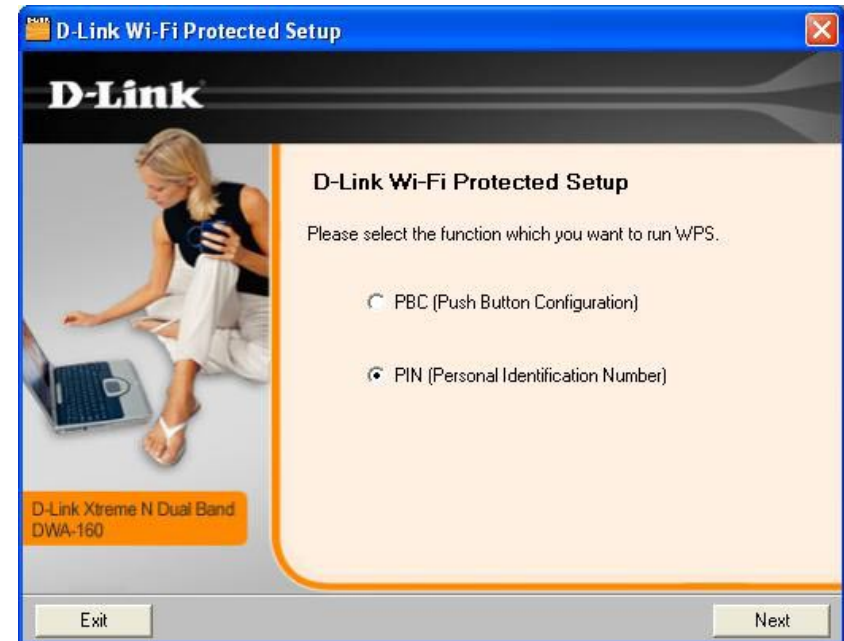 D-Link Wi-Fi Protected Setup
D-Link
D-Link Wi-Fi Protected Setup
Please select the function which you want to run WPS.
PBC (Push Button Configuration)
PIN (Personal Identification Number)
D-Link Xtreme N Dual Band
DWA-160
Exit
Next